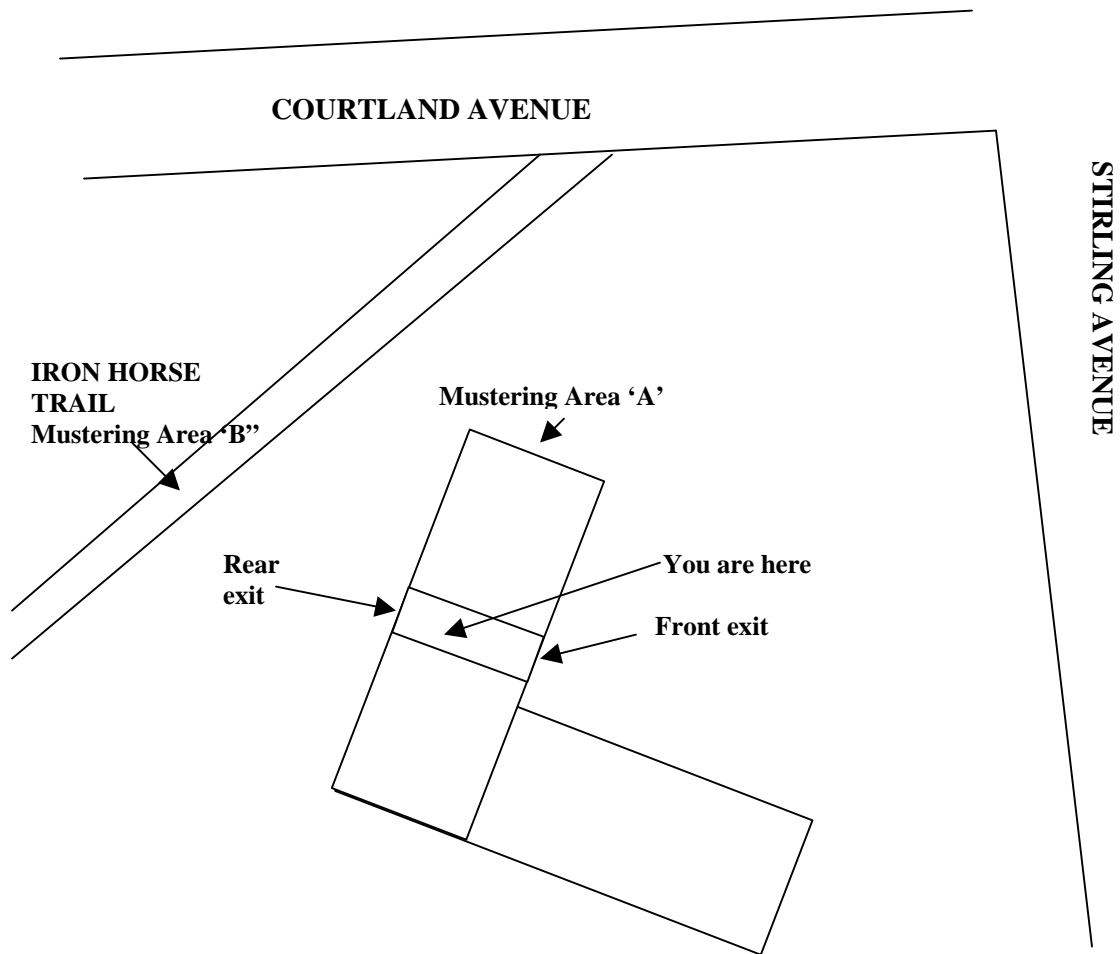 COURTLAND AVENUE
STIRLING AVENUE
IRON HORSE
TRAIL
Mustering Area ‘B”
Mustering Area ‘A’
Rear
exit
You are here
Front exit